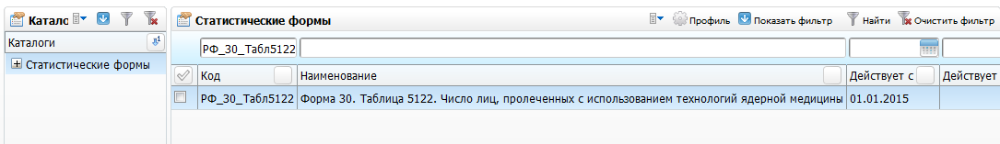 Каталс
Каталоги
Статистические формы
Статистические формы Профиль Показать фильтр Найти Очистить фильтр
РФ_30_Табл5122
Код Наименование Действует с Действует
РФ_30_Табл5122 Форма 30. Таблица 5122. Число лиц, пролеченных с использованием технологий ядерной медицины 01.01.2015